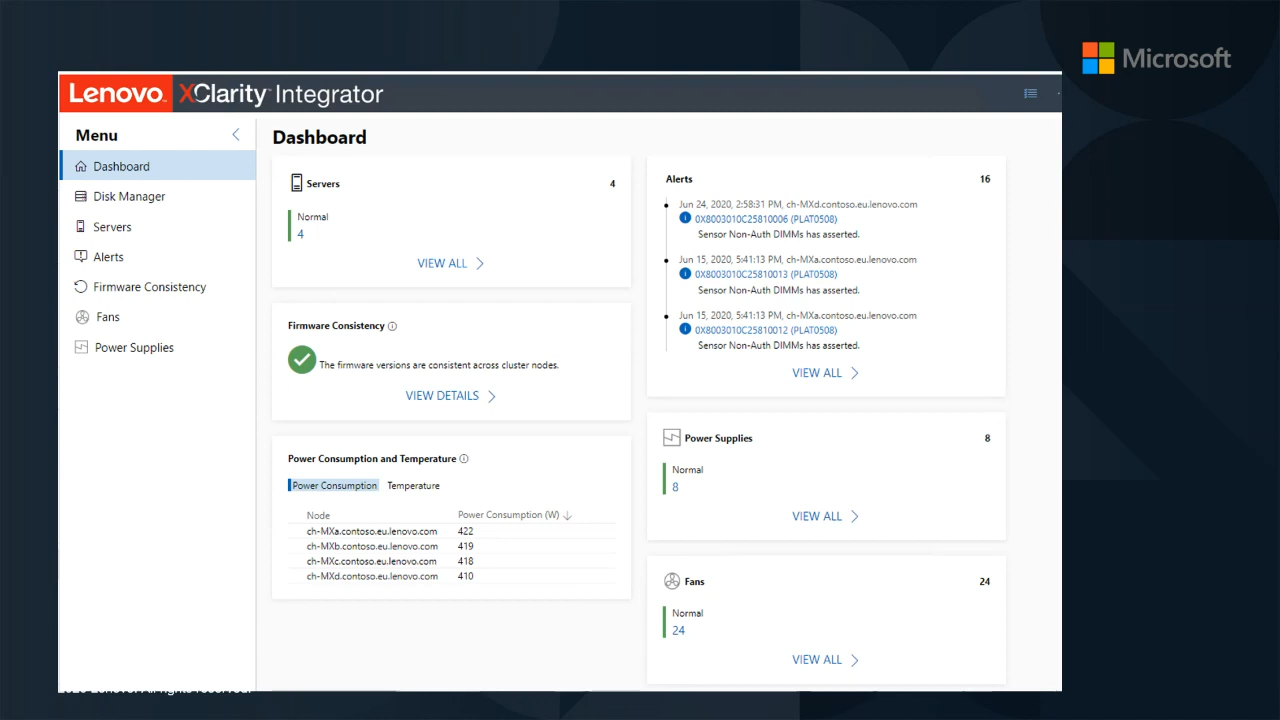 Microsoft
Lenovo XClarity Integrator
Menu
Dashboard
Disk Manager
Servers
Alerts
Firmware Consistency
Fans
Power Supplies
Dashboard
Servers 4
Normal
4
VIEW ALL
Firmware Consistency
The firmware versions are consistent across cluster nodes.
VIEW DETAILS
Power Consumption and Temperature
Power Consumption Temperature
Node Power Consumption (W)
ch-MXa.contoso.eu.lenovo.com 422
ch-MXb.contoso.eu.lenovo.com 419
ch-MXc.contoso.eu.lenovo.com 418
ch-MXd.contoso.eu.lenovo.com 410
Alerts 16
Jun 24, 2020, 2:58:31 PM, ch-MXd.contoso.eu.lenovo.com
0X8003010C25810006 (PLAT0508)
Sensor Non-Auth DIMMs has asserted.
Jun 15, 2020, 5:41:13 PM, ch-MXa.contoso.eu.lenovo.com
0X8003010C25810013 (PLAT0508)
Sensor Non-Auth DIMMs has asserted.
Jun 15, 2020, 5:41:13 PM, ch-MXa.contoso.eu.lenovo.com
0X8003010C25810012 (PLAT0508)
Sensor Non-Auth DIMMs has asserted.
VIEW ALL
Power Supplies 8
Normal
8
VIEW ALL
Fans 24
Normal
24
VIEW ALL